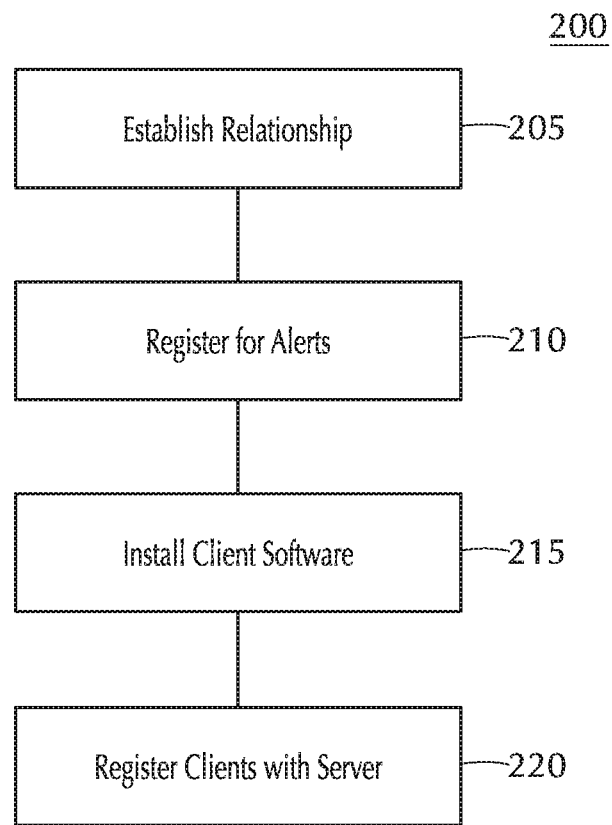 200
Establish Relationship
205
Register for Alerts
210
Install Client Software
215
Register Clients with Server
220